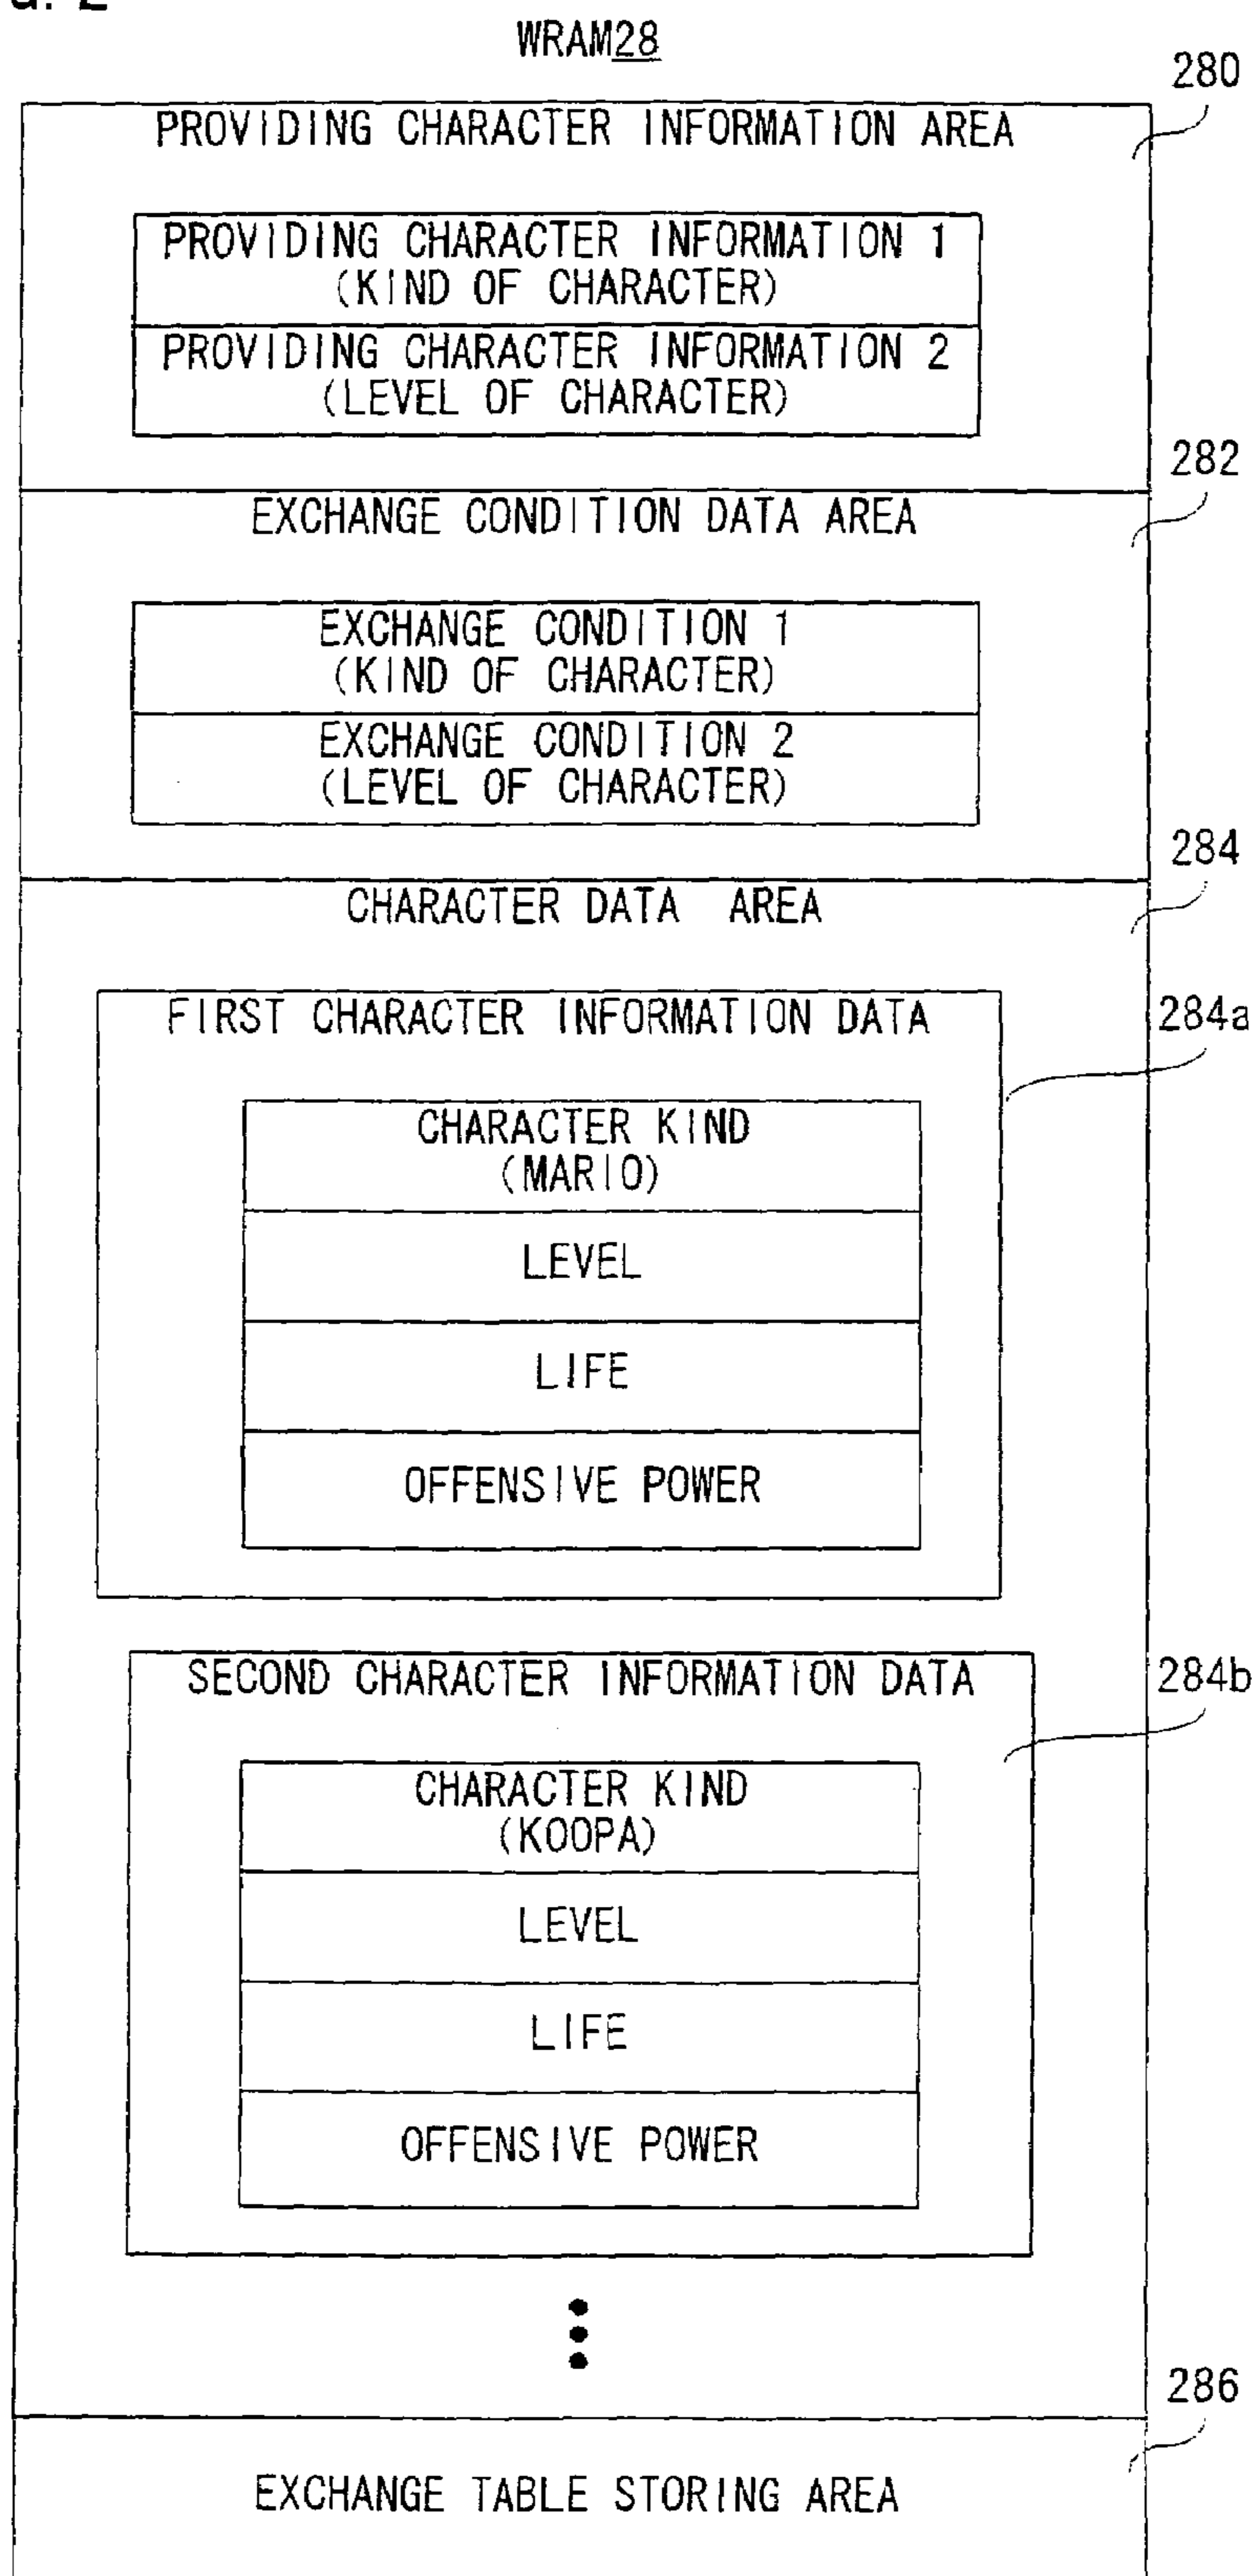 WRAM28
280
PROVIDING CHARACTER INFORMATION AREA
PROVIDING CHARACTER INFORMATION 1
(KIND OF CHARACTER)
PROVIDING CHARACTER INFORMATION 2
(LEVEL OF CHARACTER)
282
EXCHANGE CONDITION DATA AREA
EXCHANGE CONDITION 1
(KIND OF CHARACTER)
EXCHANGE CONDITION 2
(LEVEL OF CHARACTER)
284
CHARACTER DATA AREA
284a
FIRST CHARACTER INFORMATION DATA
CHARACTER KIND
(MARIO)
LEVEL
LIFE
OFFENSIVE POWER
284b
SECOND CHARACTER INFORMATION DATA
CHARACTER KIND
(KOOPA)
LEVEL
LIFE
OFFENSIVE POWER
286
EXCHANGE TABLE STORING AREA